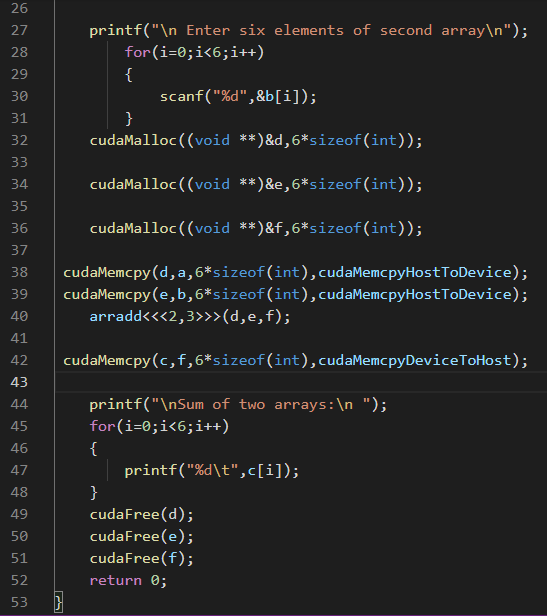 26
27 printf("\n Enter six elements of second array\n");
28 for(i=0;i<6;i++)
29 {
30 scanf("%d",&b[i]);
31 }
32 cudaMalloc((void **)&d,6*sizeof(int));
33
34 cudaMalloc((void **)&e,6*sizeof(int));
35
36 cudaMalloc((void **)&f,6*sizeof(int));
37
38 cudaMemcpy(d,a,6*sizeof(int),cudaMemcpyHostToDevice);
39 cudaMemcpy(e,b,6*sizeof(int),cudaMemcpyHostToDevice);
40 arradd<<<2,3>>>(d,e,f);
41
42 cudaMemcpy(c,f,6*sizeof(int),cudaMemcpyDeviceToHost);
43
44 printf("\nSum of two arrays:\n ");
45 for(i=0;i<6;i++)
46 {
47 printf("%d\t",c[i]);
48 }
49 cudaFree(d);
50 cudaFree(e);
51 cudaFree(f);
52 return 0;
53 }